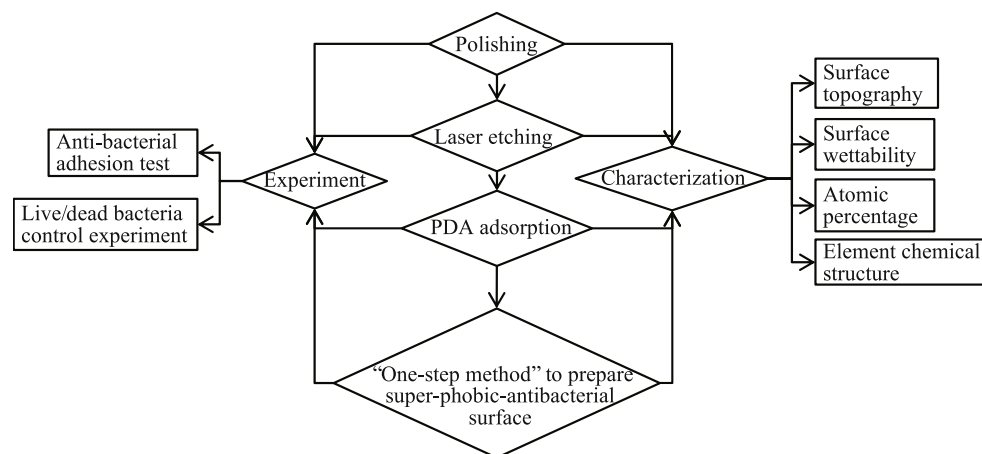 Polishing
Surface
topography
Laser etching
Anti-bacterial
adhesion test
Surface
wettability
Experiment
Characterization
Live/dead bacteria
control experiment
PDA adsorption
Atomic
percentage
Element chemical
structure
“One-step method” to prepare
super-phobic-antibacterial
surface